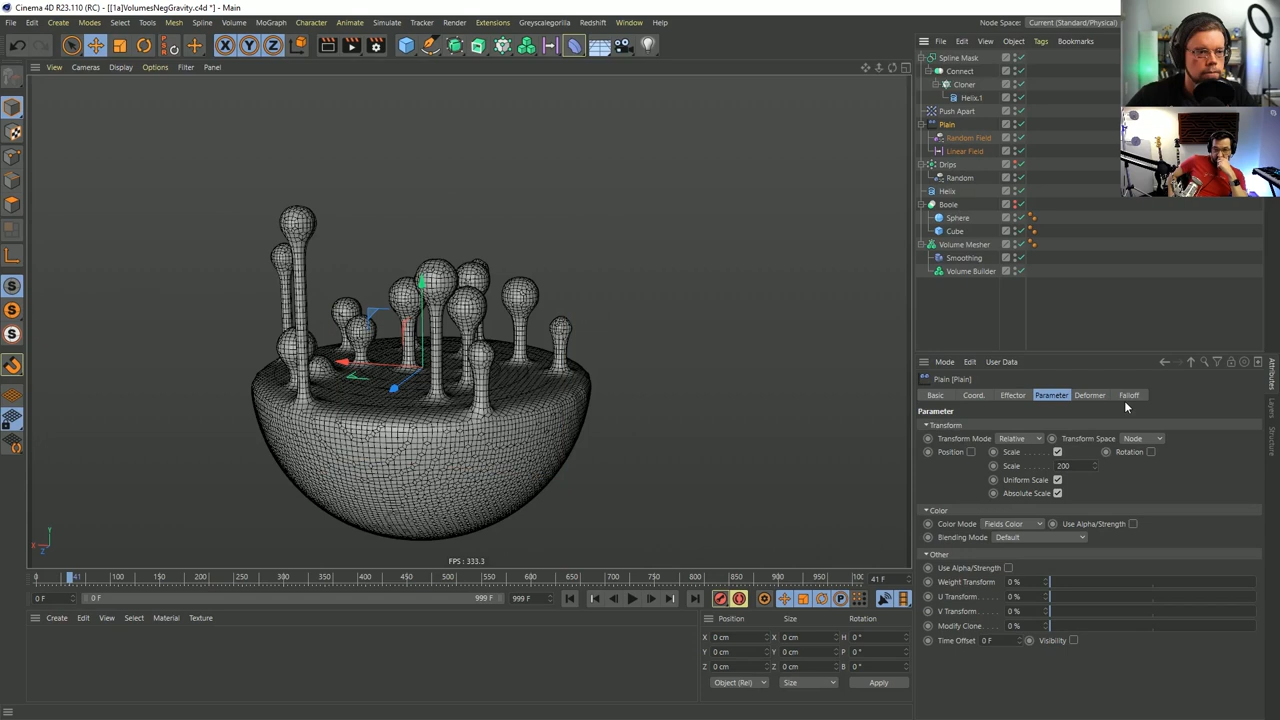 Cinema 4D R23.110 (RC) - [[1a]VolumesNegGravity.c4d *] - Main
File Edit Create Modes Select Tools Mesh Spline Volume MoGraph Character Animate Simulate Tracker Render Extensions Greyscalegorilla Redshift Window Help
Node Space: Current (Standard/Physical)
X Y Z
View Cameras Display Options Filter Panel
File Edit View Object Tags Bookmarks
Spline Mask
Connect
Cloner
Helix.1
Push Apart
Plain
Random Field
Linear Field
Drips
Random
Helix
Boole
Sphere
Cube
Volume Mesher
Smoothing
Volume Builder
S
S
S
P
Mode Edit User Data
Plain [Plain]
Basic Coord. Effector Parameter Deformer Falloff
Parameter
Transform
Transform Mode Relative Transform Space Node
Position Scale . . . . . . Rotation
Scale . . . . . . 200
Uniform Scale
Absolute Scale
Color
Color Mode Fields Color Use Alpha/Strength
Blending Mode Default
Other
Use Alpha/Strength
Weight Transform 0 %
U Transform. . . . 0 %
V Transform. . . . 0 %
Modify Clone. . . . 0 %
Time Offset 0 F Visibility
Attributes
Layers
Structure
Y
X
Z
FPS : 333.3
0 41 100 150 200 250 300 350 400 450 500 550 600 650 700 750 800 850 900 950 100 41 F
0 F 0 F 999 F 999 F
Create Edit View Select Material Texture
Position Size Rotation
X 0 cm X 0 cm H 0 °
Y 0 cm Y 0 cm P 0 °
Z 0 cm Z 0 cm B 0 °
Object (Rel) Size Apply